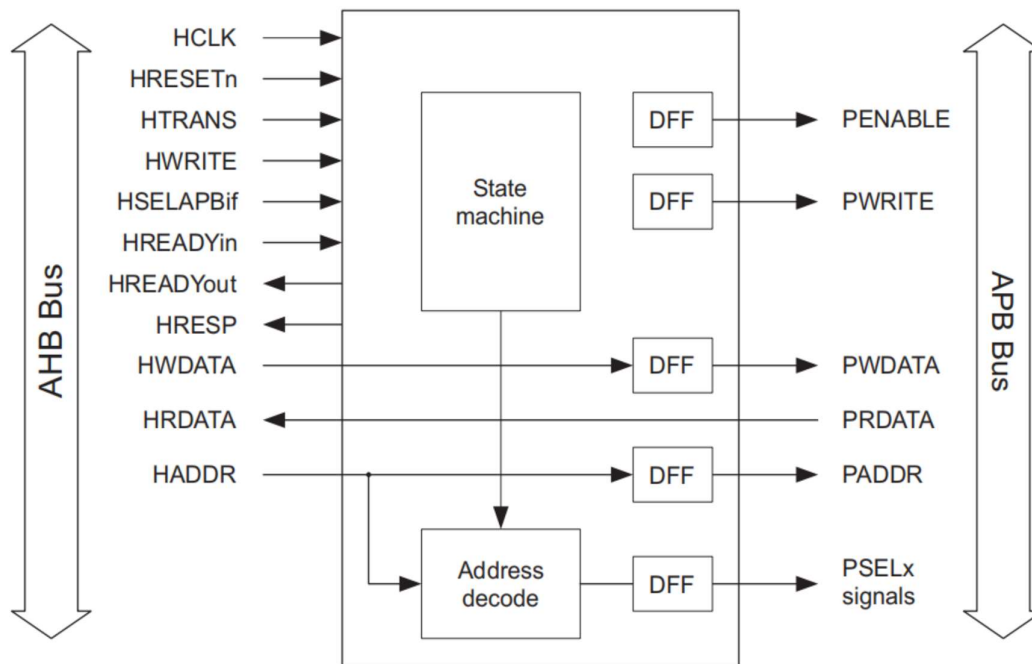 AHB Bus
HCLK
HRESETn
HTRANS
HWRITE
HSELAPBif
HREADYin
HREADYout
HRESP
HWDATA
HRDATA
HADDR
State
machine
Address
decode
DFF
DFF
DFF
DFF
DFF
PENABLE
PWRITE
PWDATA
PRDATA
PADDR
PSELx
signals
APB Bus